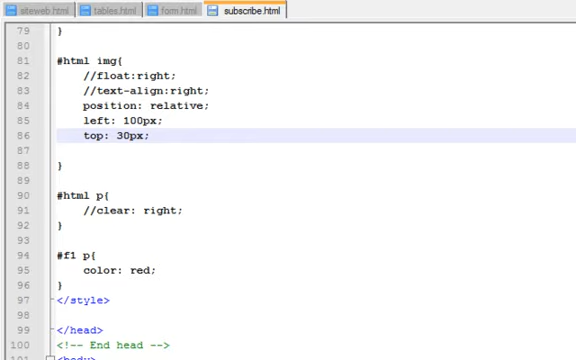 siteweb.html tables.html form.html subscribe.html
79 }
80
81 #html img{
82 //float:right;
83 //text-align:right;
84 position: relative;
85 left: 100px;
86 top: 30px;
87
88 }
89
90 #html p{
91 //clear: right;
92 }
93
94 #f1 p{
95 color: red;
96 }
97 </style>
98
99 </head>
100 <!-- End head -->
101 <body>